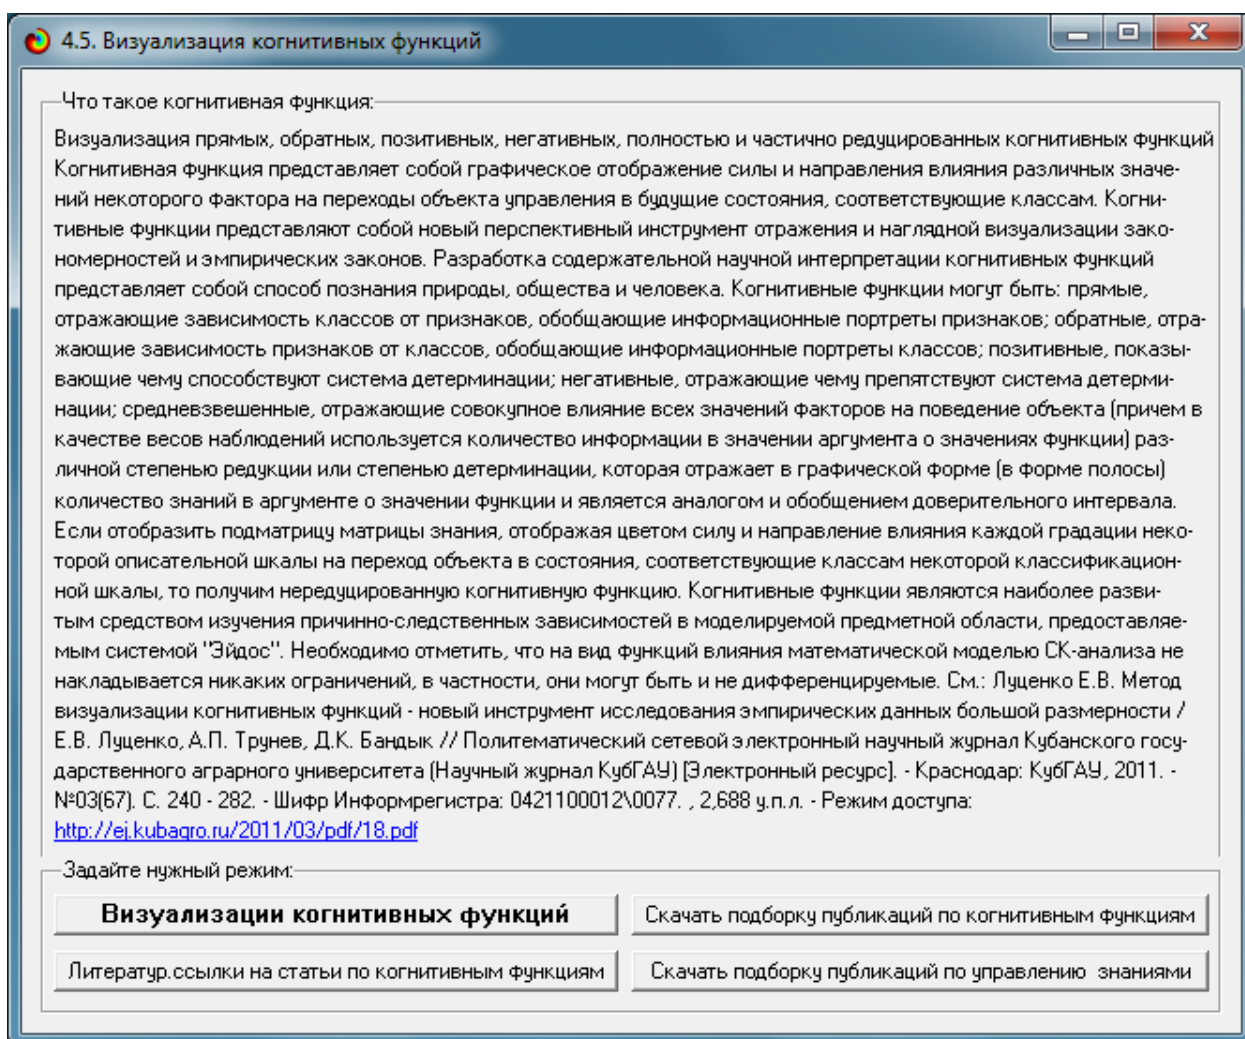 4.5. Визуализация когнитивных функций
Что такое когнитивная функция:
Визуализация прямых, обратных, позитивных, негативных, полностью и частично редуцированных когнитивных функций
Когнитивная функция представляет собой графическое отображение силы и направления влияния различных значе-
ний некоторого фактора на переходы объекта управления в будущие состояния, соответствующие классам. Когни-
тивные функции представляют собой новый перспективный инструмент отражения и наглядной визуализации зако-
номерностей и эмпирических законов. Разработка содержательной научной интерпретации когнитивных функций
представляет собой способ познания природы, общества и человека. Когнитивные функции могут быть: прямые,
отражающие зависимость классов от признаков, обобщающие информационные портреты признаков; обратные, отра-
жающие зависимость признаков от классов, обобщающие информационные портреты классов; позитивные, показы-
вающие чему способствуют система детерминации; негативные, отражающие чему препятствуют система детерми-
нации; средневзвешенные, отражающие совокупное влияние всех значений факторов на поведение объекта (причем в
качестве весов наблюдений используется количество информации в значении аргумента о значениях функции) раз-
личной степенью редукции или степенью детерминации, которая отражает в графической форме (в форме полосы)
количество знаний в аргументе о значении функции и является аналогом и обобщением доверительного интервала.
Если отобразить подматрицу матрицы знания, отображая цветом силу и направление влияния каждой градации неко-
торой описательной шкалы на переход объекта в состояния, соответствующие классам некоторой классификацион-
ной шкалы, то получим нередуцированную когнитивную функцию. Когнитивные функции являются наиболее разви-
тым средством изучения причинно-следственных зависимостей в моделируемой предметной области, предоставляе-
мым системой "Эйдос". Необходимо отметить, что на вид функций влияния математической моделью СК-анализа не
накладывается никаких ограничений, в частности, они могут быть и не дифференцируемые. См.: Луценко Е.В. Метод
визуализации когнитивных функций - новый инструмент исследования эмпирических данных большой размерности /
Е.В. Луценко, А.П. Трунев, Д.К. Бандык // Политематический сетевой электронный научный журнал Кубанского госу-
дарственного аграрного университета (Научный журнал КубГАУ) [Электронный ресурс]. - Краснодар: КубГАУ, 2011. -
№03(67). С. 240 - 282. - Шифр Информрегистра: 0421100012\0077. , 2,688 у.п.л. - Режим доступа:
http://ej.kubagro.ru/2011/03/pdf/18.pdf
Задайте нужный режим:
Визуализации когнитивных функций
Скачать подборку публикаций по когнитивным функциям
Литератур.ссылки на статьи по когнитивным функциям
Скачать подборку публикаций по управлению знаниями